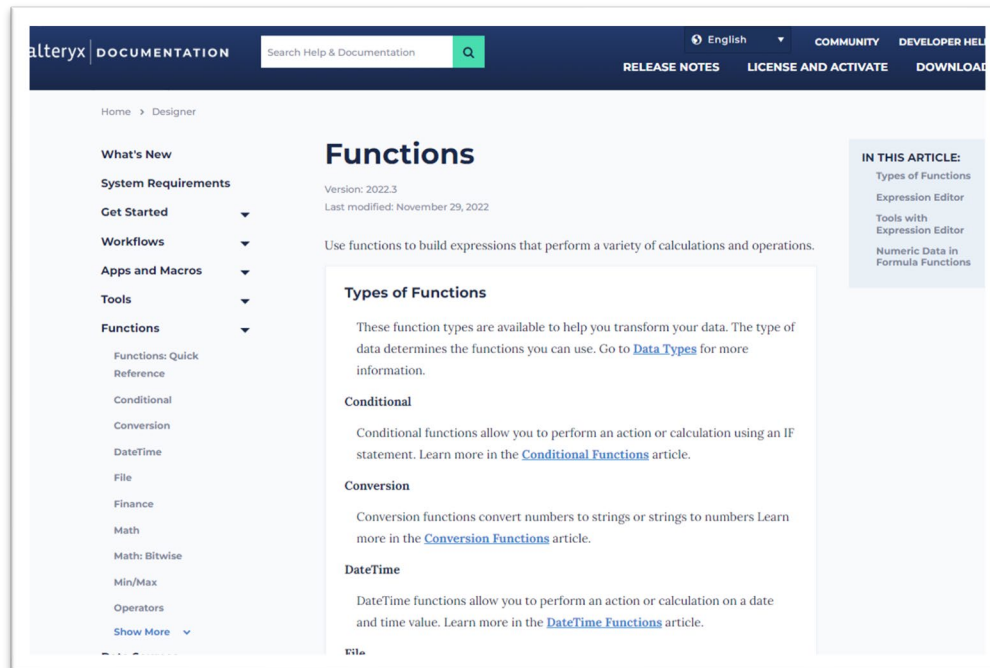 alteryx DOCUMENTATION
Search Help & Documentation
English
COMMUNITY
DEVELOPER HEL
RELEASE NOTES
LICENSE AND ACTIVATE
DOWNLOAD
Home > Designer
What's New
System Requirements
Get Started
Workflows
Apps and Macros
Tools
Functions
Functions: Quick
Reference
Conditional
Conversion
DateTime
File
Finance
Math
Math: Bitwise
Min/Max
Operators
Show More
Functions
Version: 2022.3
Last modified: November 29, 2022
Use functions to build expressions that perform a variety of calculations and operations.
Types of Functions
These function types are available to help you transform your data. The type of
data determines the functions you can use. Go to Data Types for more
information.
Conditional
Conditional functions allow you to perform an action or calculation using an IF
statement. Learn more in the Conditional Functions article.
Conversion
Conversion functions convert numbers to strings or strings to numbers Learn
more in the Conversion Functions article.
DateTime
DateTime functions allow you to perform an action or calculation on a date
and time value. Learn more in the DateTime Functions article.
File
IN THIS ARTICLE:
Types of Functions
Expression Editor
Tools with
Expression Editor
Numeric Data in
Formula Functions